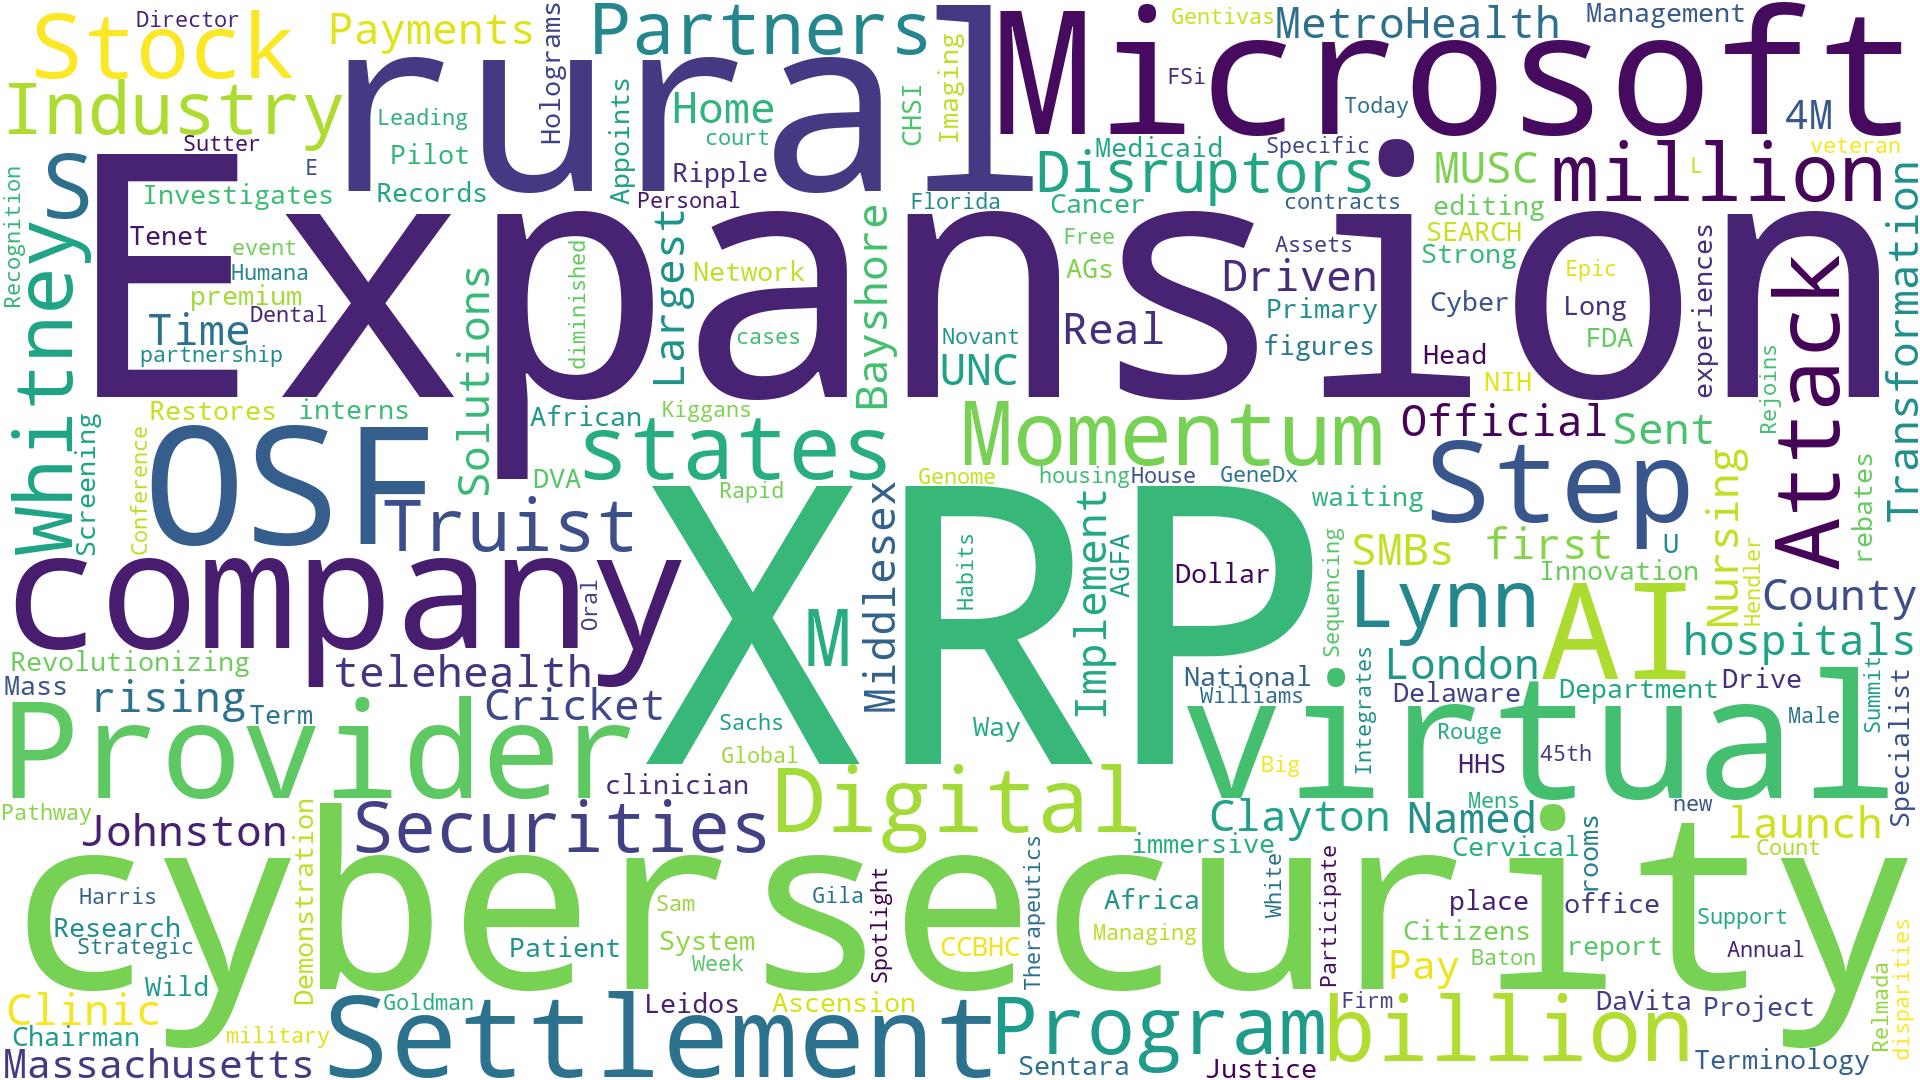 Director
Stock
Payments
Holograms
Partners
rural
Imaging
Microsoft
Gentivas
MetroHealth
Management
FSi
Today
4M
Industry
Leading
Appoints
Home
court
CHSI
Sutter
E
Pilot
Records
Ripple
Personal
Medicaid
Specific
Disruptors
MUSC
million
L
veteran
Recognition
Whitneys
S
Investigates
Expansion
Florida
Cancer
contracts
editing
SEARCH
Strong
Transformation
Tenet
event
Humana
premium
Dental
Time
partnership
Solutions
diminished
Largest
Network
cases
Bayshore
Novant
UNC
Free
AGs
Real
Assets
Driven
Primary
figures
Cyber
Head
NIH
Epic
Long
FDA
experiences
Rejoins
Attack
Restores
interns
African
Kiggans
Screening
Conference
OSF
DVA
states
Momentum
Official
Sent
Rapid
Genome
housing
House
GeneDx
waiting
Step
Nursing
rebates
Truist
XRP
Middlesex
Habits
Implement
AGFA
Dollar
Sequencing
SMBs
first
U
Innovation
Hendler
County
company
Oral
M
Lynn
AI
hospitals
Revolutionizing
telehealth
Mass
rising
Term
Cricket
London
National
Williams
Integrates
Delaware
Department
Drive
Summit
Specialist
Provider
Sachs
Global
Way
virtual
Rouge
Male
HHS
45th
Big
Mens
new
Pathway
clinician
Digital
Johnston
Demonstration
Securities
Clayton
Named
launch
Count
immersive
Cervical
rooms
cybersecurity
Harris
Research
Strategic
Wild
Patient
Sam
System
Week
Gila
Spotlight
CCBHC
Therapeutics
Africa
Managing
White
Participate
place
office
Citizens
Pay
Baton
report
Support
Annual
Relmada
disparities
Clinic
Chairman
military
Massachusetts
Goldman
Settlement
Leidos
Ascension
Program
Sentara
Justice
Firm
billion
DaVita
Project
Terminology